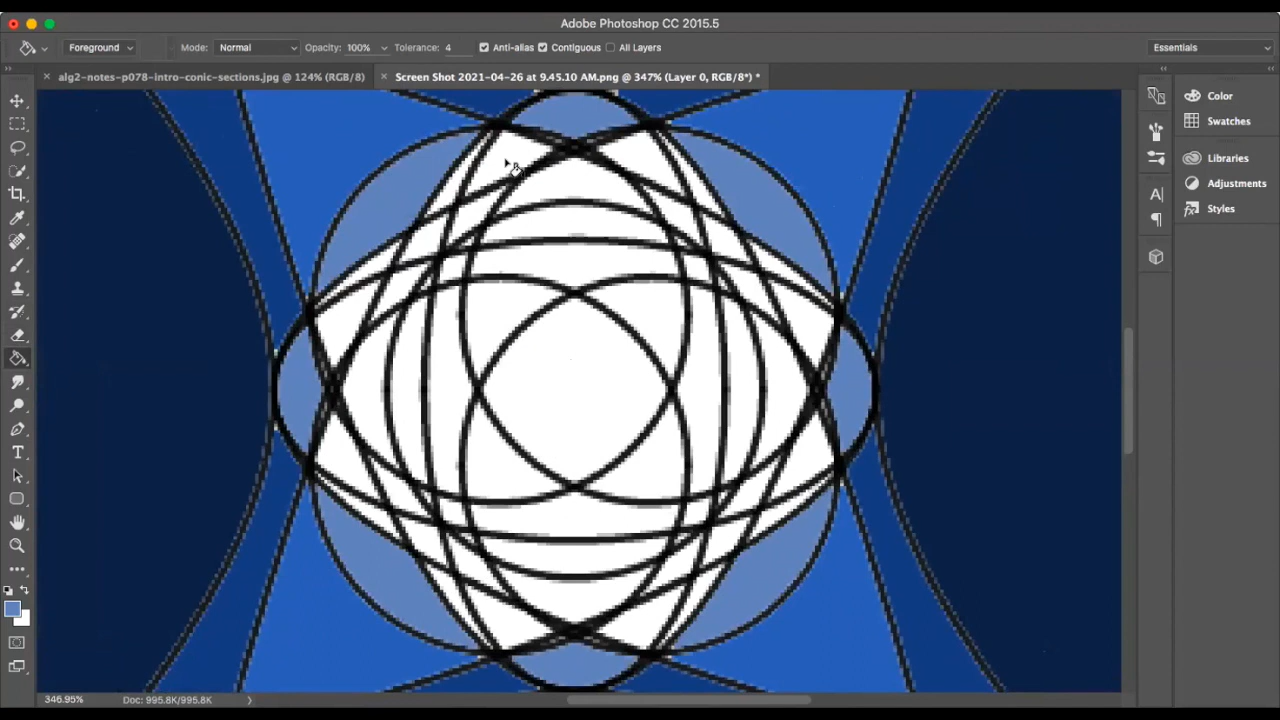 Adobe Photoshop CC 2015.5
Foreground Mode: Normal Opacity: 100% Tolerance: 4 Anti-alias Contiguous All Layers Essentials
alg2-notes-p078-intro-conic-sections.jpg @ 124% (RGB/8) Screen Shot 2021-04-26 at 9.45.10 AM.png @ 347% (Layer 0, RGB/8*) *
Color
Swatches
Libraries
Adjustments
Styles
346.95% Doc: 995.8K/995.8K